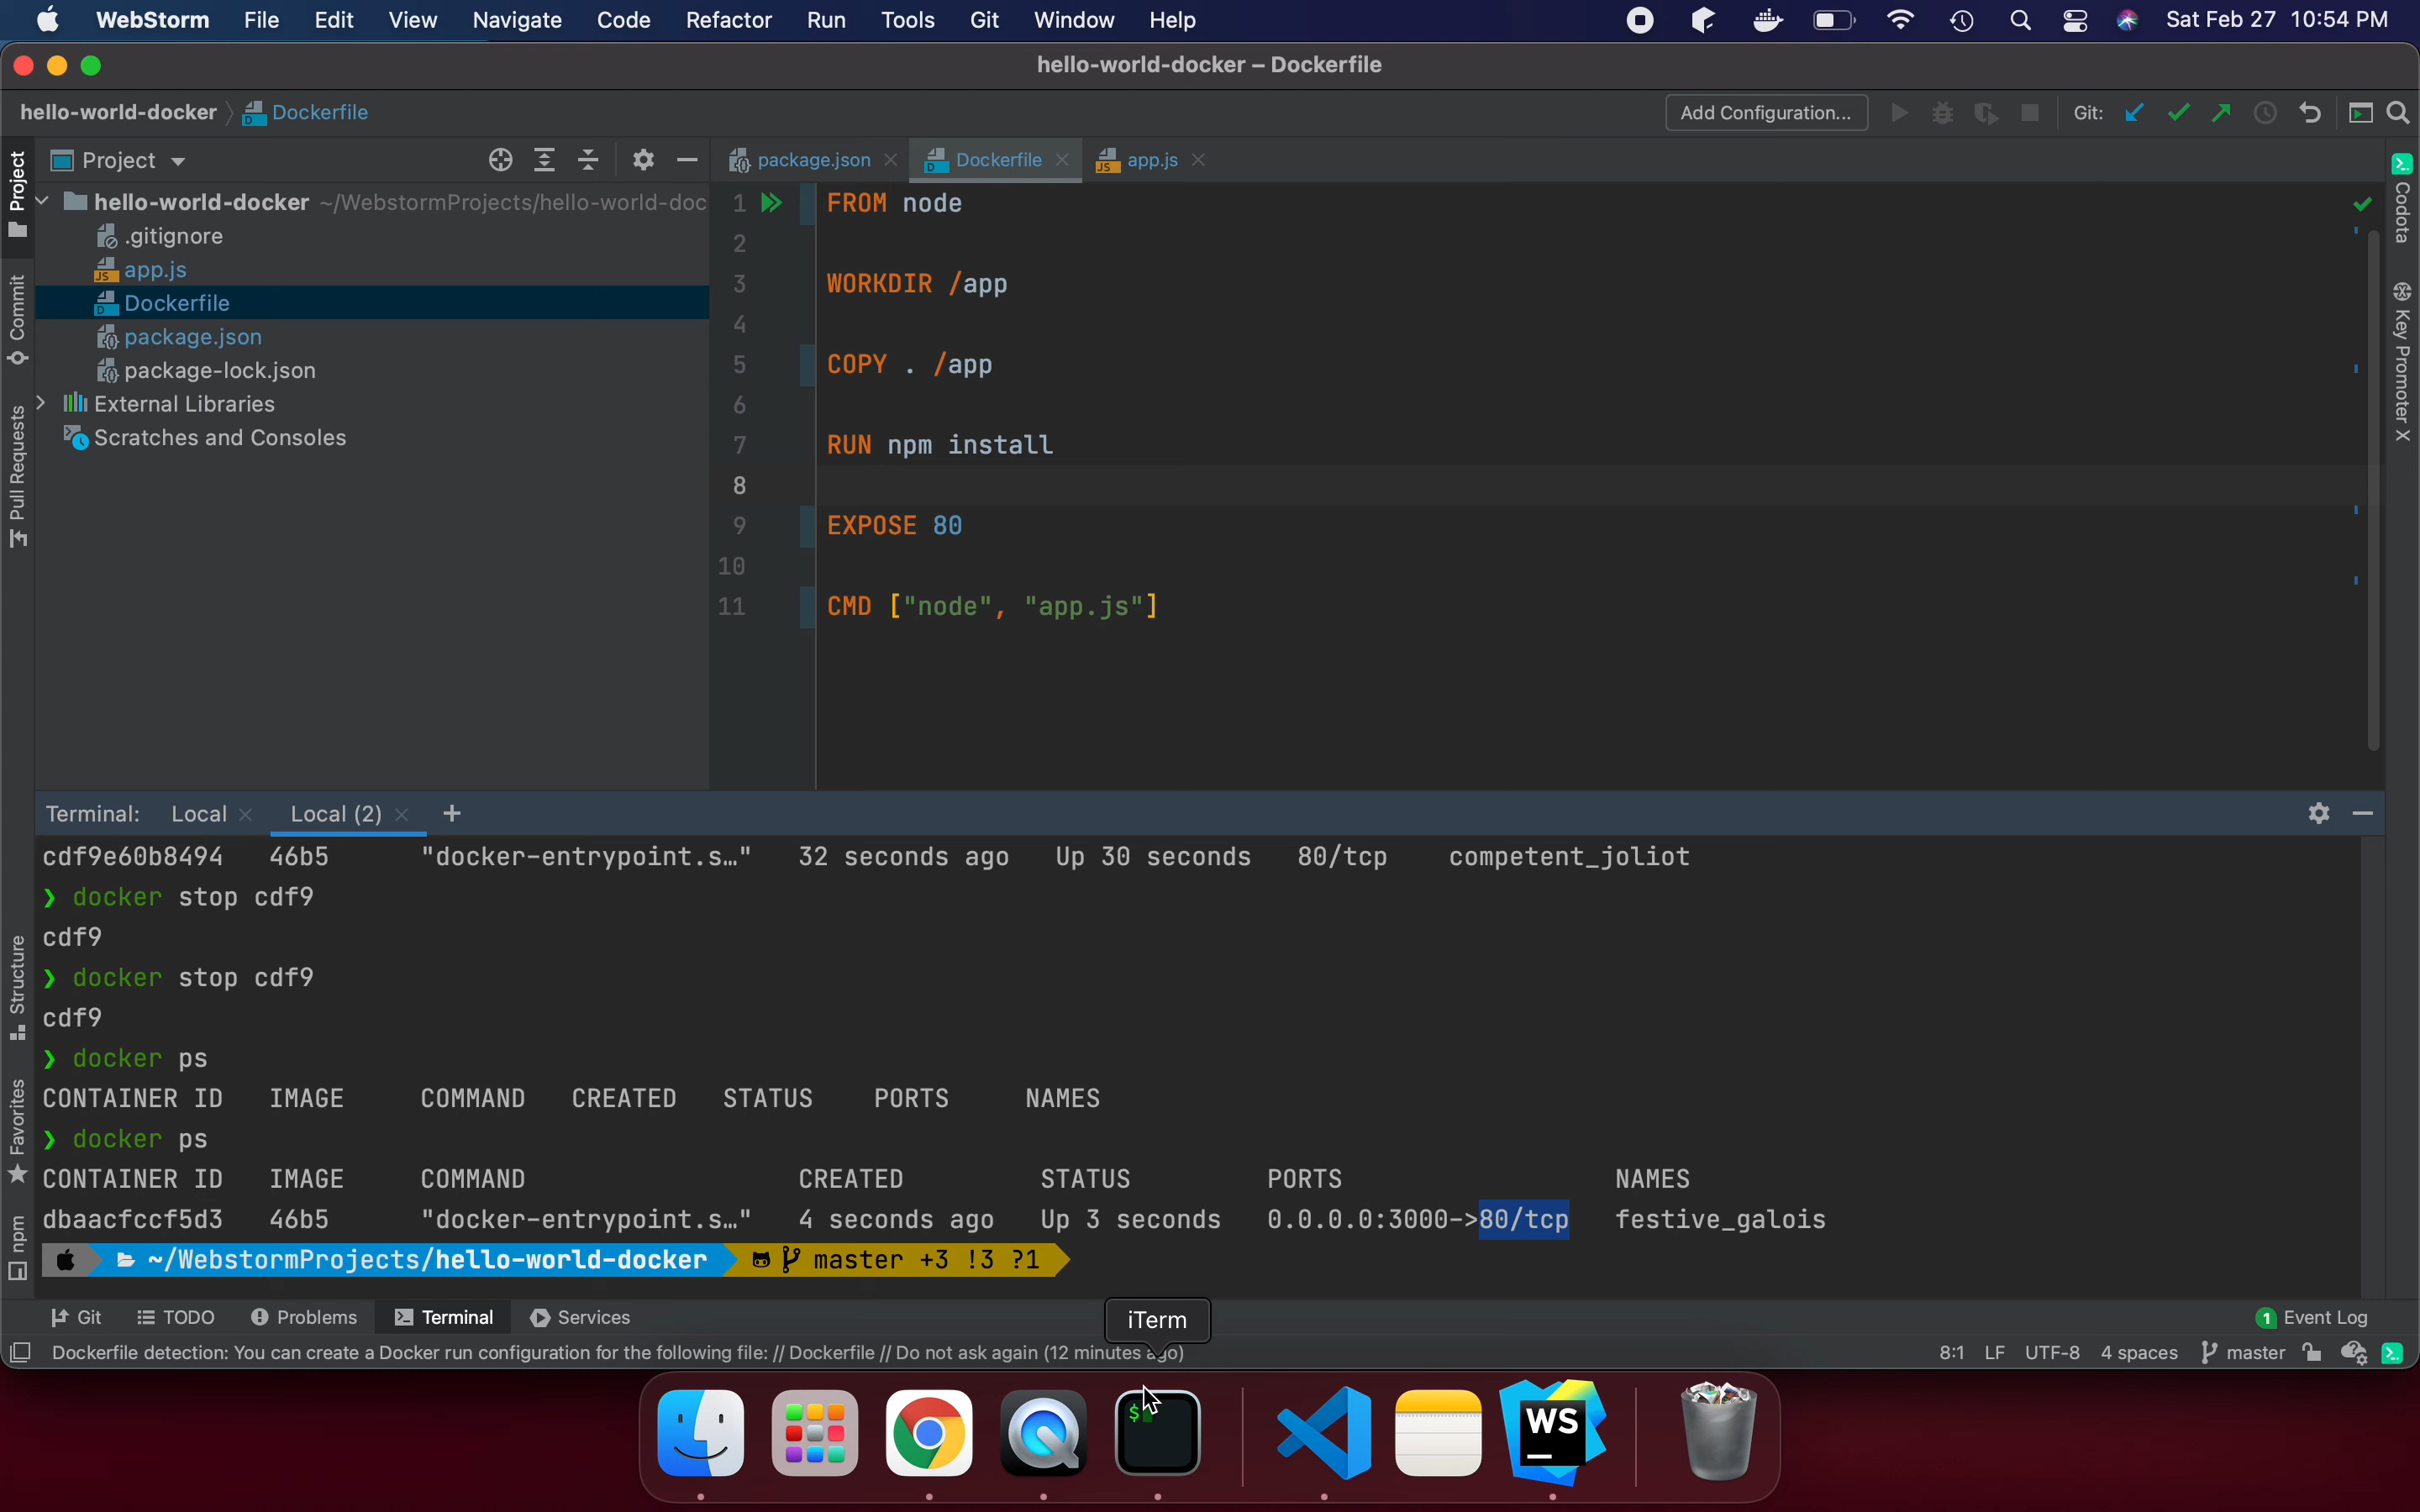 WebStorm File Edit View Navigate Code Refactor Run Tools Git Window Help Sat Feb 27 10:54 PM
hello-world-docker – Dockerfile
hello-world-docker Dockerfile Add Configuration... Git:
Project package.json Dockerfile JS app.js
hello-world-docker ~/WebstormProjects/hello-world-doc
.gitignore
JS app.js
Dockerfile
package.json
package-lock.json
External Libraries
Scratches and Consoles
1 FROM node
2
3 WORKDIR /app
4
5 COPY . /app
6
7 RUN npm install
8
9 EXPOSE 80
10
11 CMD ["node", "app.js"]
Project
Commit
Pull Requests
Structure
Favorites
npm
Codota
Key Promoter X
Terminal: Local Local (2) +
cdf9e60b8494 46b5 "docker-entrypoint.s…" 32 seconds ago Up 30 seconds 80/tcp competent_joliot
❯ docker stop cdf9
cdf9
❯ docker stop cdf9
cdf9
❯ docker ps
CONTAINER ID IMAGE COMMAND CREATED STATUS PORTS NAMES
❯ docker ps
CONTAINER ID IMAGE COMMAND CREATED STATUS PORTS NAMES
dbaacfccf5d3 46b5 "docker-entrypoint.s…" 4 seconds ago Up 3 seconds 0.0.0.0:3000->80/tcp festive_galois
~/WebstormProjects/hello-world-docker master +3 !3 ?1
Git TODO Problems Terminal Services 1 Event Log
iTerm
Dockerfile detection: You can create a Docker run configuration for the following file: // Dockerfile // Do not ask again (12 minutes ago) 8:1 LF UTF-8 4 spaces master
$
WS